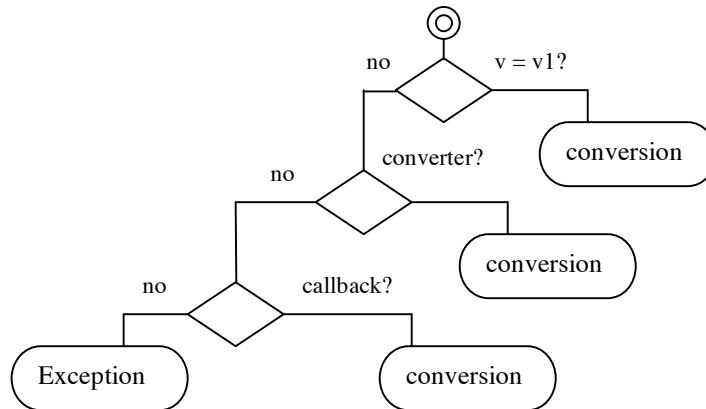 no
v = v1?
conversion
no
converter?
conversion
no
callback?
Exception
conversion